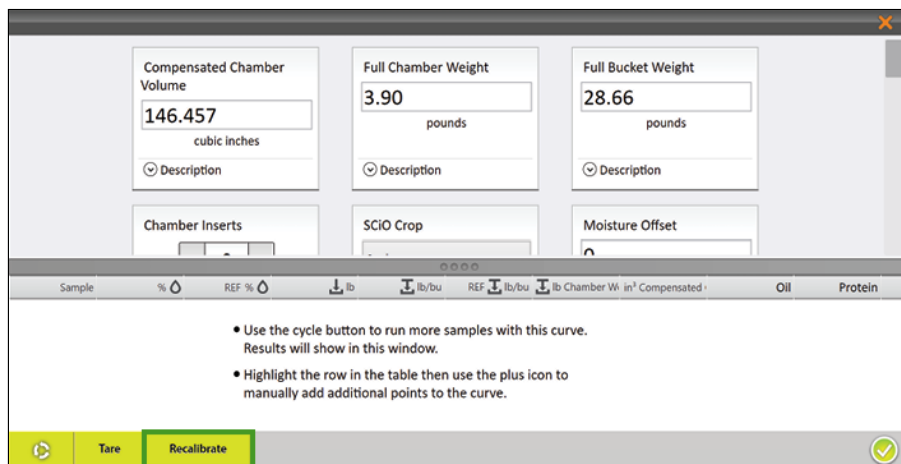 Compensated Chamber
Volume
146.457
cubic inches
Description
Full Chamber Weight
3.90
pounds
Description
Full Bucket Weight
28.66
pounds
Description
Chamber Inserts
SCiO Crop
Moisture Offset
Sample % REF % lb lb/bu REF lb/bu lb Chamber in³ Compensated Oil Protein
• Use the cycle button to run more samples with this curve.
Results will show in this window.
• Highlight the row in the table then use the plus icon to
manually add additional points to the curve.
Tare Recalibrate